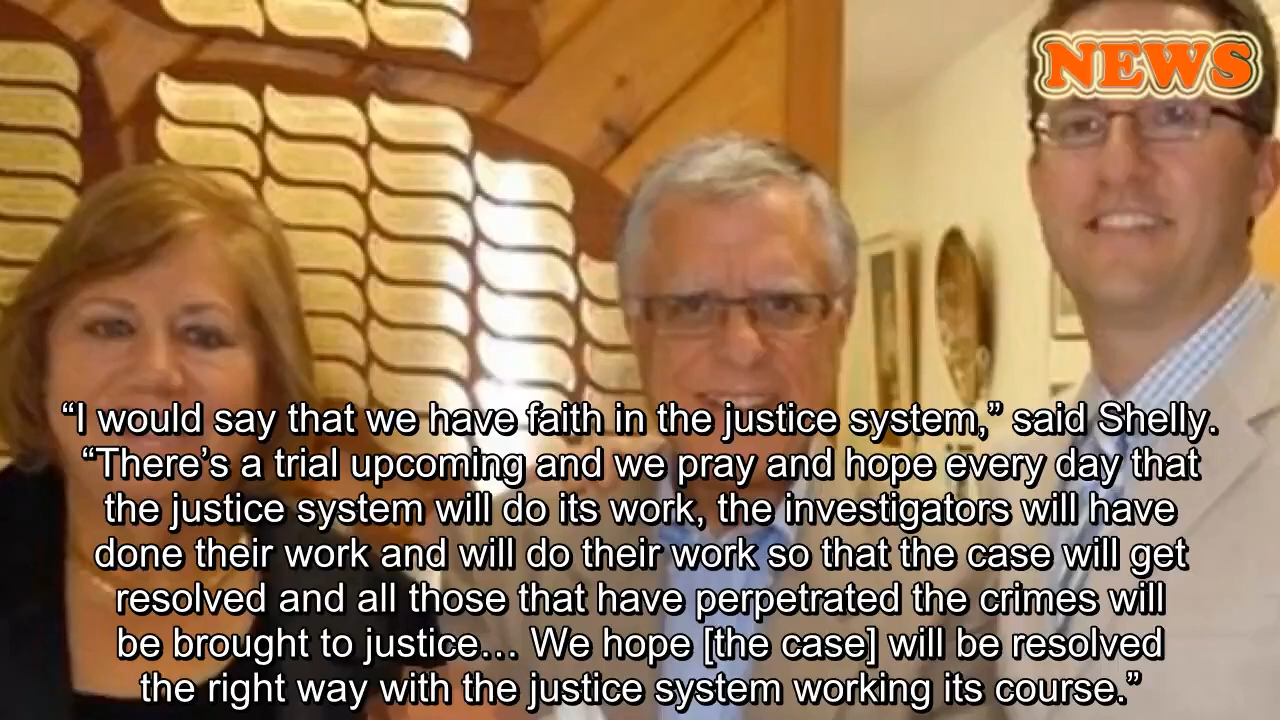 NEWS
“I would say that we have faith in the justice system,” said Shelly.
“There’s a trial upcoming and we pray and hope every day that
the justice system will do its work, the investigators will have
done their work and will do their work so that the case will get
resolved and all those that have perpetrated the crimes will
be brought to justice… We hope [the case] will be resolved
the right way with the justice system working its course.”